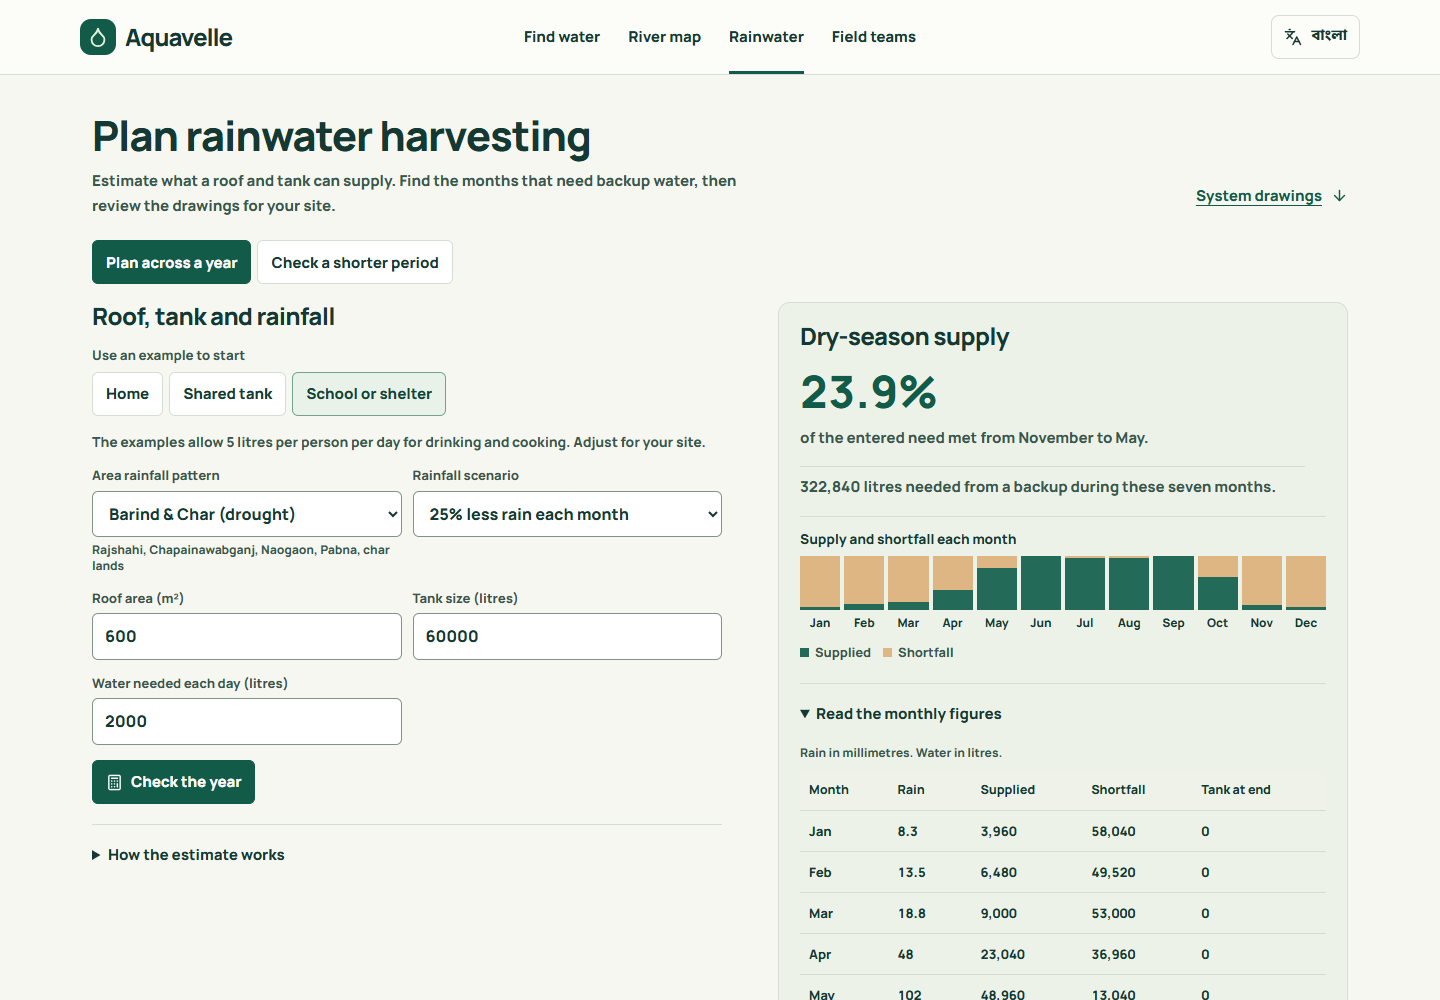 Aquavelle
Find water
River map
Rainwater
Field teams
বাংলা
Plan rainwater harvesting
Estimate what a roof and tank can supply. Find the months that need backup water, then
review the drawings for your site.
System drawings
Plan across a year
Check a shorter period
Roof, tank and rainfall
Use an example to start
Home
Shared tank
School or shelter
The examples allow 5 litres per person per day for drinking and cooking. Adjust for your site.
Area rainfall pattern
Rainfall scenario
Barind & Char (drought)
25% less rain each month
Rajshahi, Chapainawabganj, Naogaon, Pabna, char
lands
Roof area (m²)
Tank size (litres)
600
60000
Water needed each day (litres)
2000
Check the year
How the estimate works
Dry-season supply
23.9%
of the entered need met from November to May.
322,840 litres needed from a backup during these seven months.
Supply and shortfall each month
Jan Feb Mar Apr May Jun Jul Aug Sep Oct Nov Dec
Supplied Shortfall
Read the monthly figures
Rain in millimetres. Water in litres.
Month Rain Supplied Shortfall Tank at end
Jan 8.3 3,960 58,040 0
Feb 13.5 6,480 49,520 0
Mar 18.8 9,000 53,000 0
Apr 48 23,040 36,960 0
May 102 48,960 13,040 0